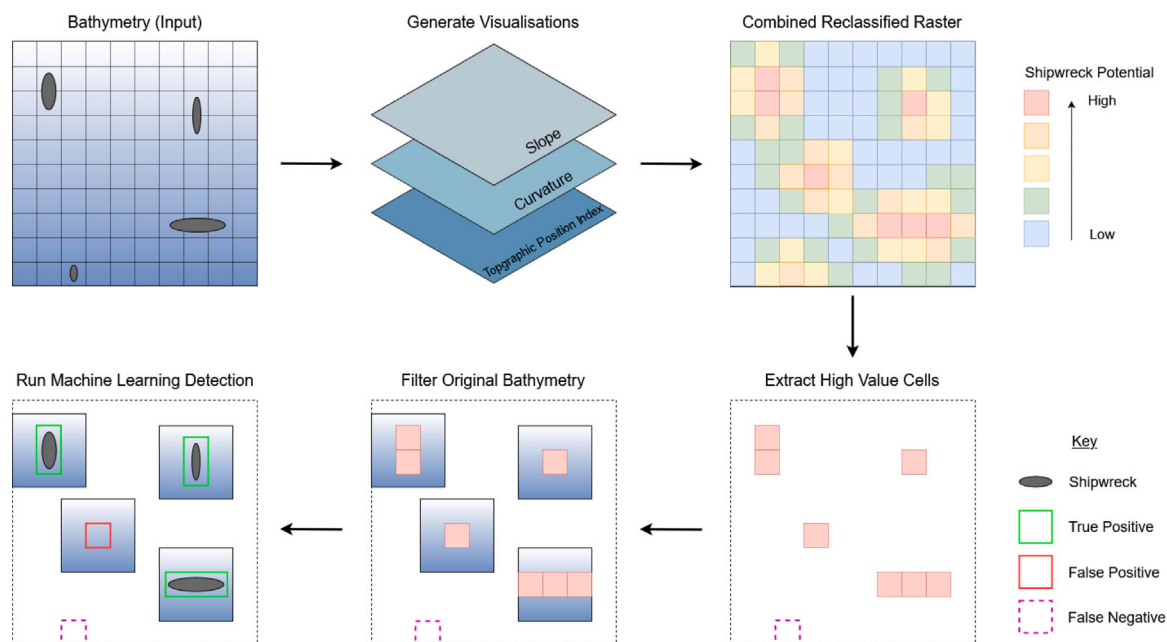 Bathymetry (Input)
Generate Visualisations
Combined Reclassified Raster
Slope
Curvature
Topgraphic Position Index
Shipwreck Potential
High
Low
Run Machine Learning Detection
Filter Original Bathymetry
Extract High Value Cells
Key
Shipwreck
True Positive
False Positive
False Negative